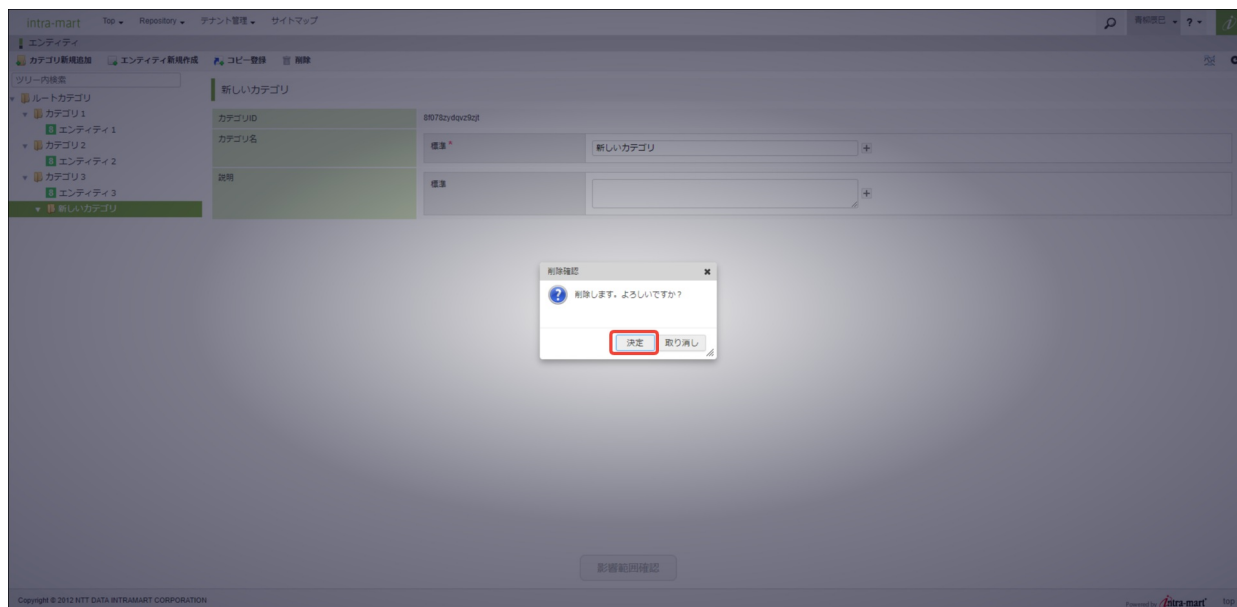 intra-mart Top Repository テナント管理 サイトマップ 青柳辰巳 ?
エンティティ
カテゴリ新規追加 エンティティ新規作成 コピー登録 削除
ツリー内検索
ルートカテゴリ
カテゴリ1
エンティティ1
カテゴリ2
エンティティ2
カテゴリ3
エンティティ3
新しいカテゴリ
新しいカテゴリ
カテゴリID 8f078zydqvz9zjt
カテゴリ名 標準 * 新しいカテゴリ
説明 標準
削除確認
削除します。よろしいですか?
決定 取り消し
影響範囲確認
Copyright © 2012 NTT DATA INTRAMART CORPORATION
Powered by intra-mart top